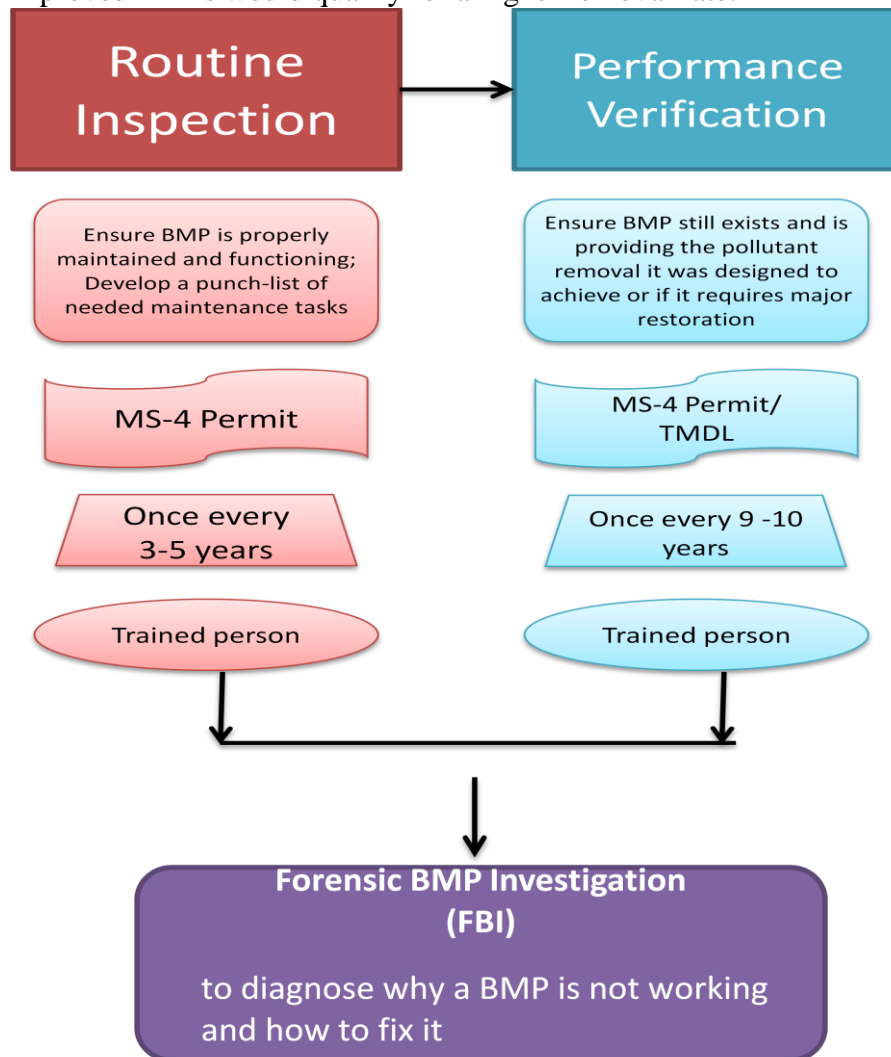 Routine
Inspection
Performance
Verification
Ensure BMP is properly
maintained and functioning;
Develop a punch-list of
needed maintenance tasks
Ensure BMP still exists and is
providing the pollutant
removal it was designed to
achieve or if it requires major
restoration
MS-4 Permit
MS-4 Permit/
TMDL
Once every
3-5 years
Once every 9 -10
years
Trained person
Trained person
Forensic BMP Investigation
(FBI)
to diagnose why a BMP is not working
and how to fix it